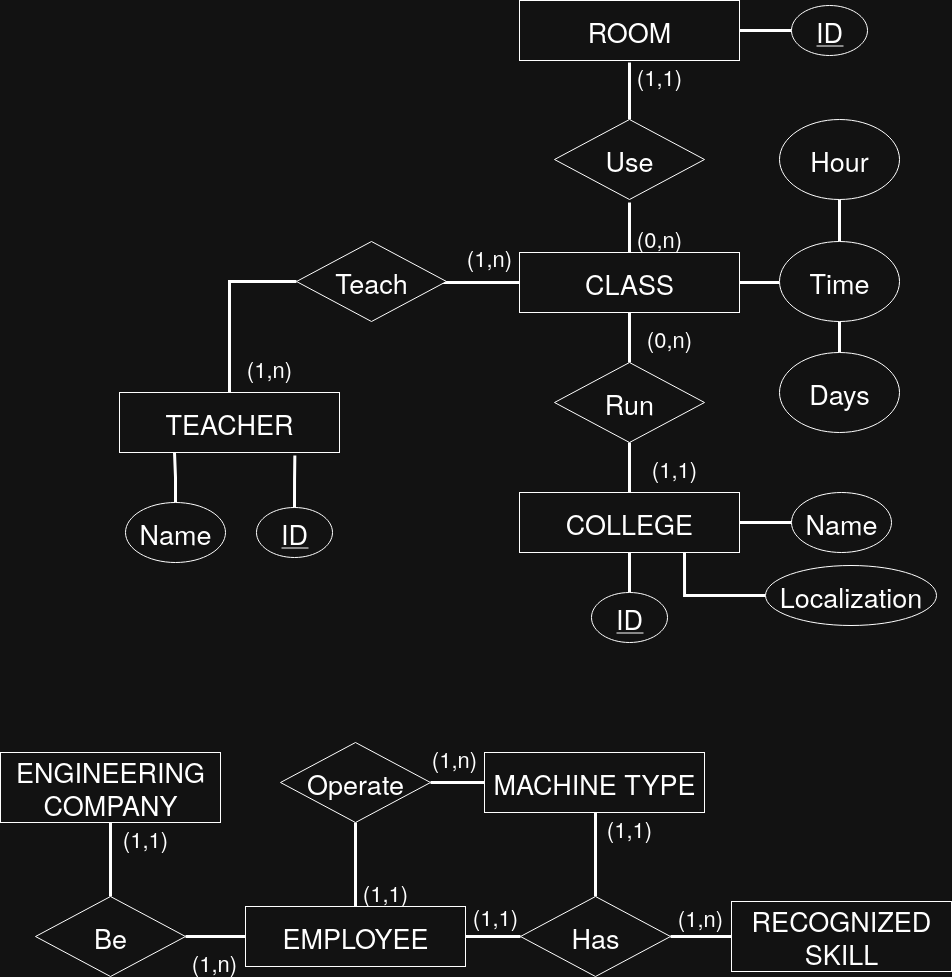 ROOM
ID
(1,1)
Use
Hour
(0,n)
(1,n)
Teach
CLASS
Time
(0,n)
(1,n)
Days
Run
TEACHER
(1,1)
COLLEGE
Name
Name
ID
Localization
ID
ENGINEERING
COMPANY
Operate
(1,n)
MACHINE TYPE
(1,1)
(1,1)
(1,1)
(1,1)
(1,n)
RECOGNIZED
SKILL
Be
EMPLOYEE
Has
(1,n)